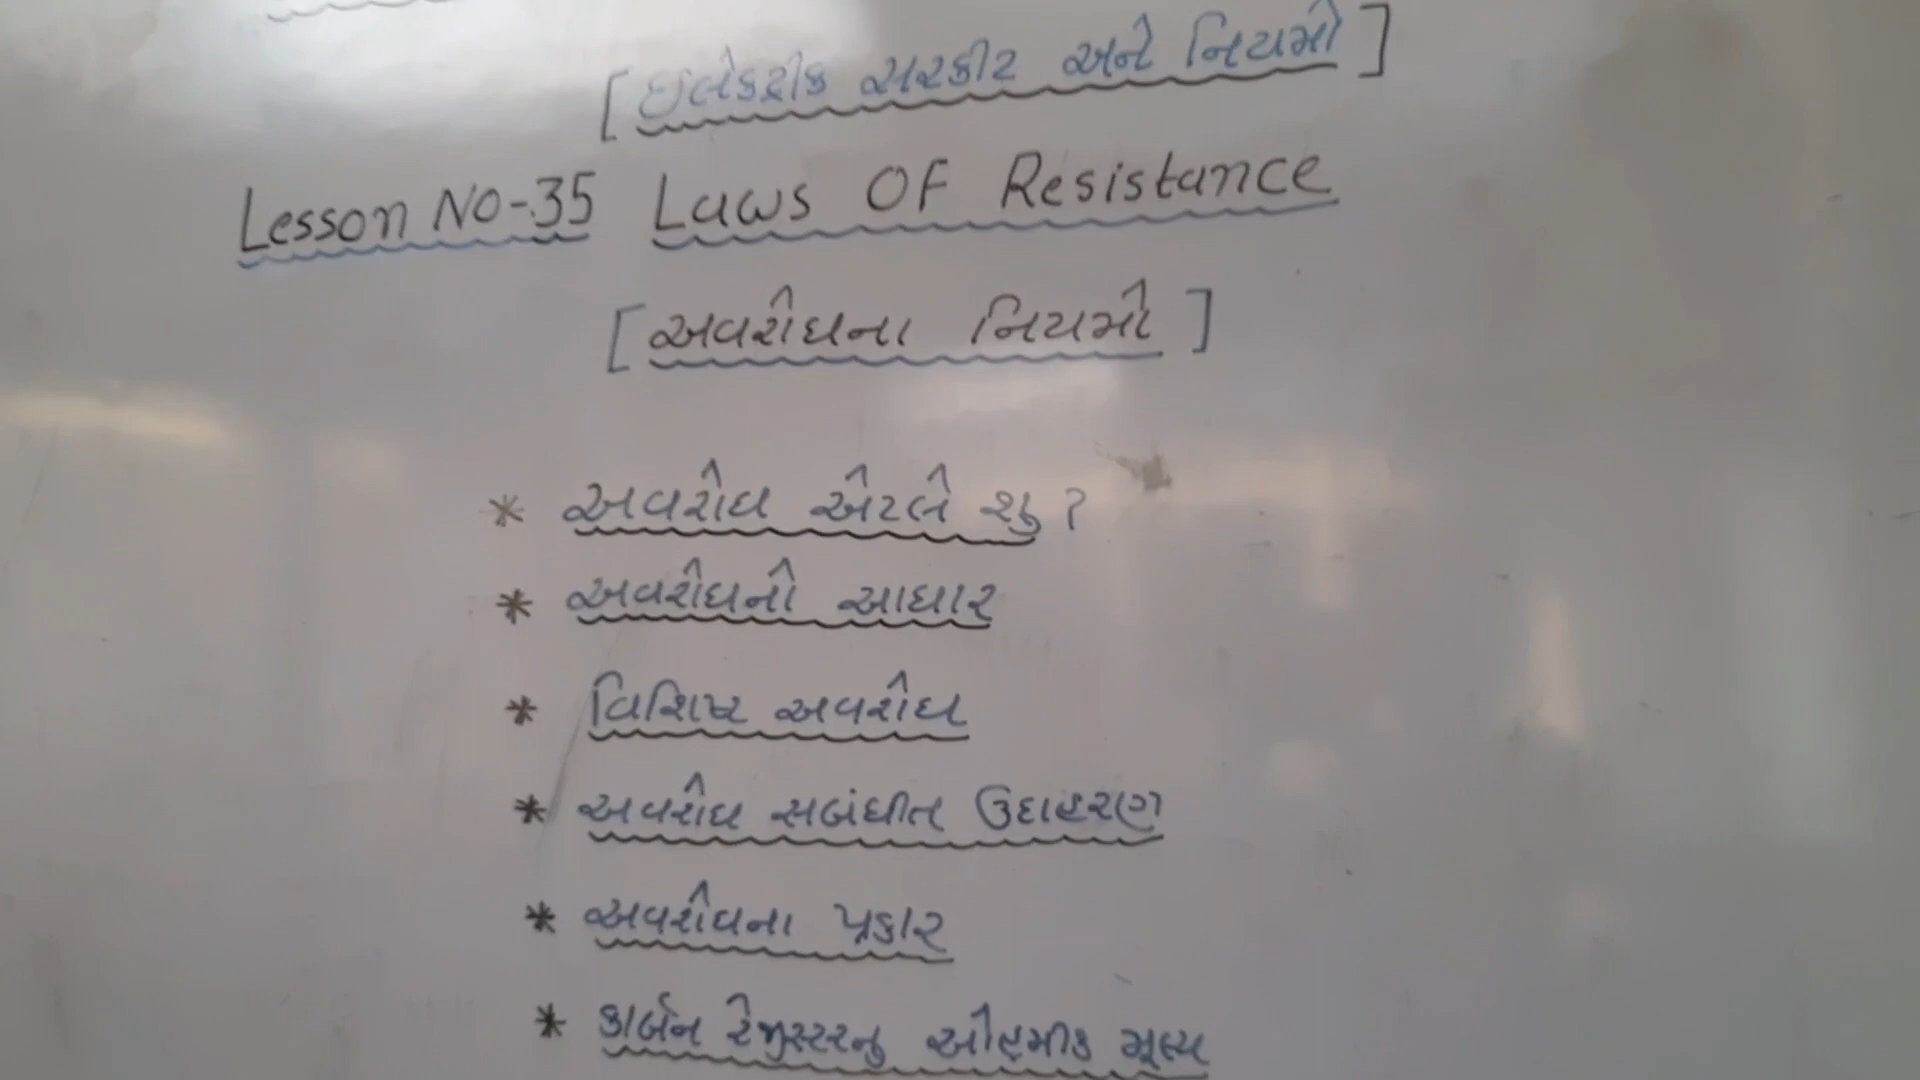 [ ઇલેકટ્રીક સરકીટ અને નિયમો ]
Lesson NO-35 Laws OF Resistance
[ અવરોધના નિયમો ]
* અવરોધ એટલે શુ ?
* અવરોધનો આધાર
* વિશિષ્ટ અવરોધ
* અવરોધ સબંધીત ઉદાહરણ
* અવરોધના પ્રકાર
* કાર્બન રેજીસ્ટરનુ ઓહમીક મૂલ્ય